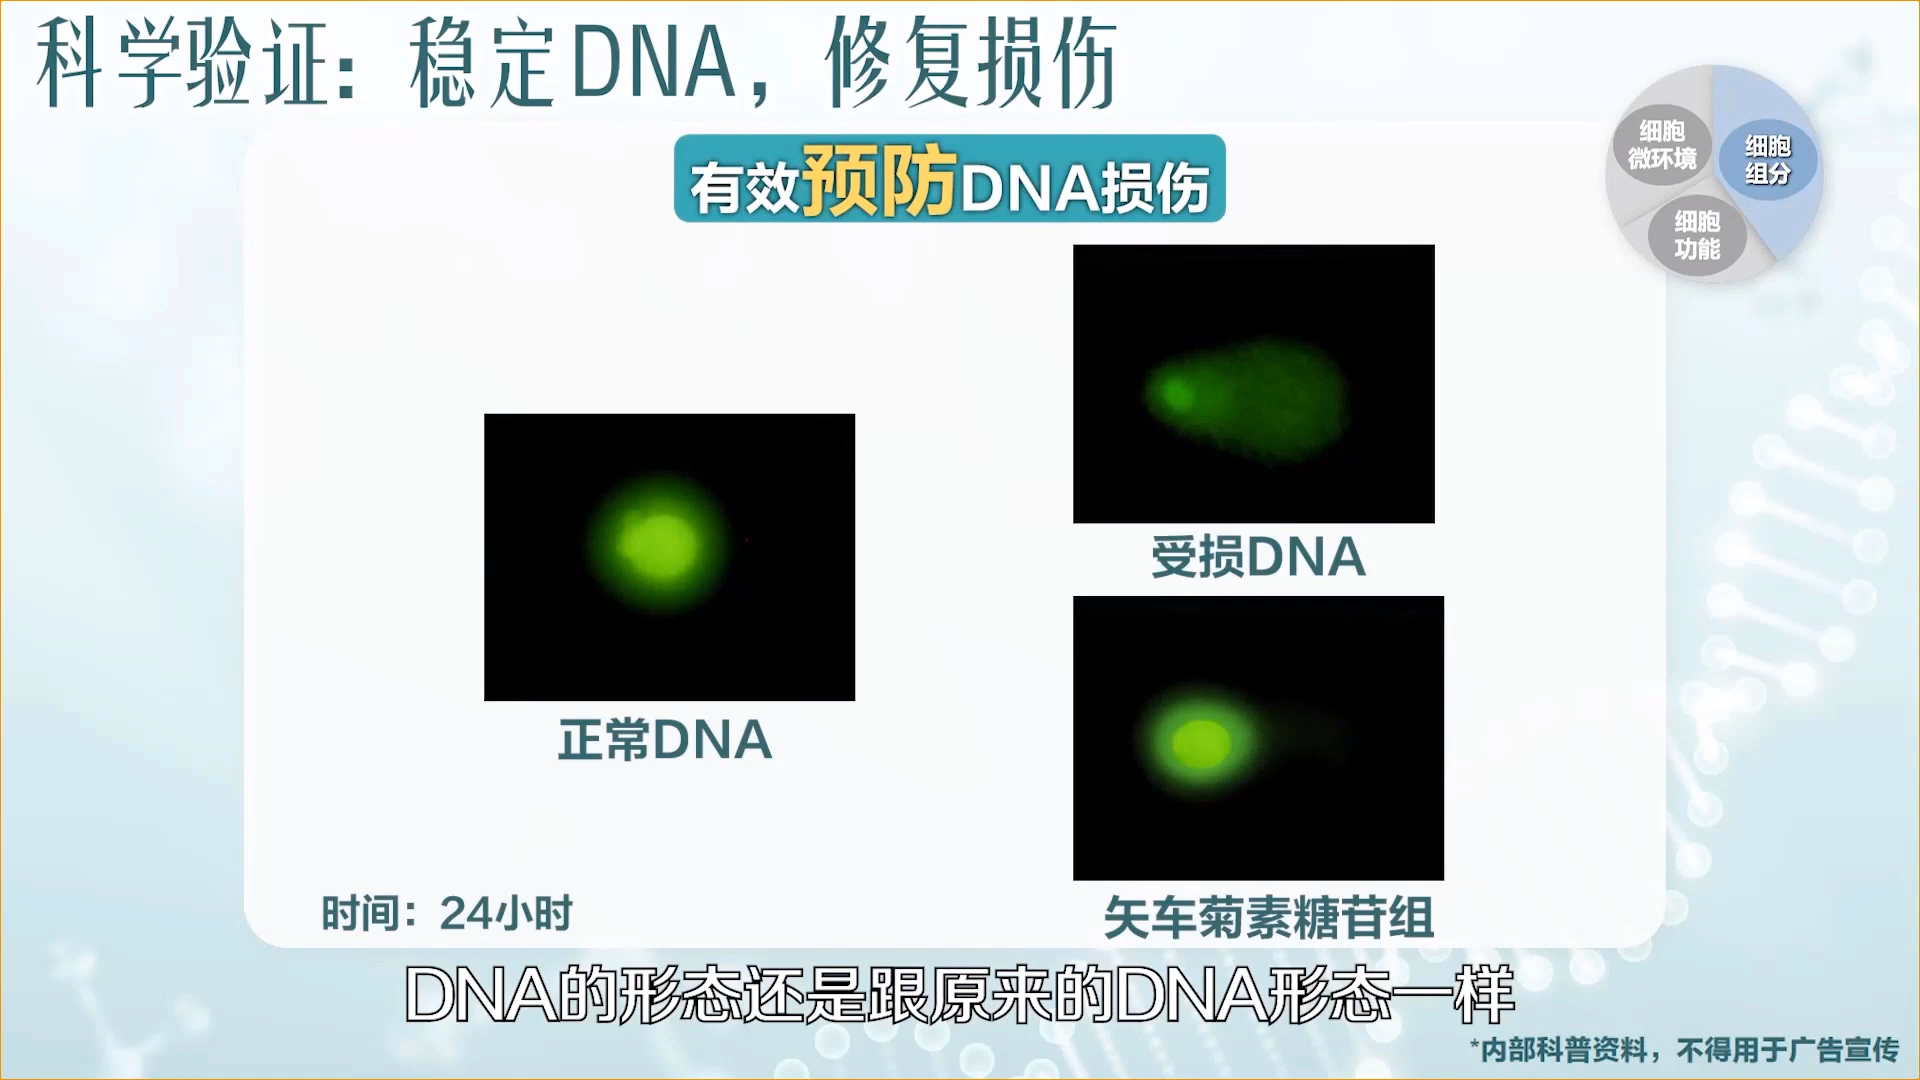 科学验证：稳定DNA，修复损伤
有效预防DNA损伤
细胞
微环境
细胞
组分
细胞
功能
受损DNA
正常DNA
时间：24小时
矢车菊素糖苷组
DNA的形态还是跟原来的DNA形态一样
*内部科普资料，不得用于广告宣传